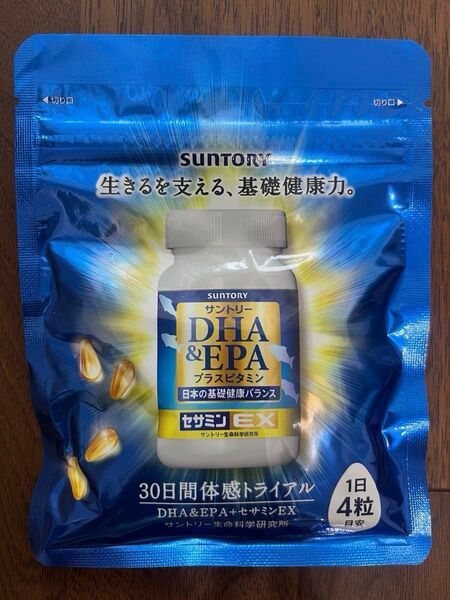 切り口
切り口
SUNTORY
生きるを支える、基礎健康力。
SUNTORY
サントリー
DHA
&EPA
プラスビタミン
日本の基礎健康バランス
セサミンEX
サントリー生命科学研究所
30日間体感トライアル
DHA&EPA+セサミンEX
サントリー生命科学研究所
1日
4粒
目安